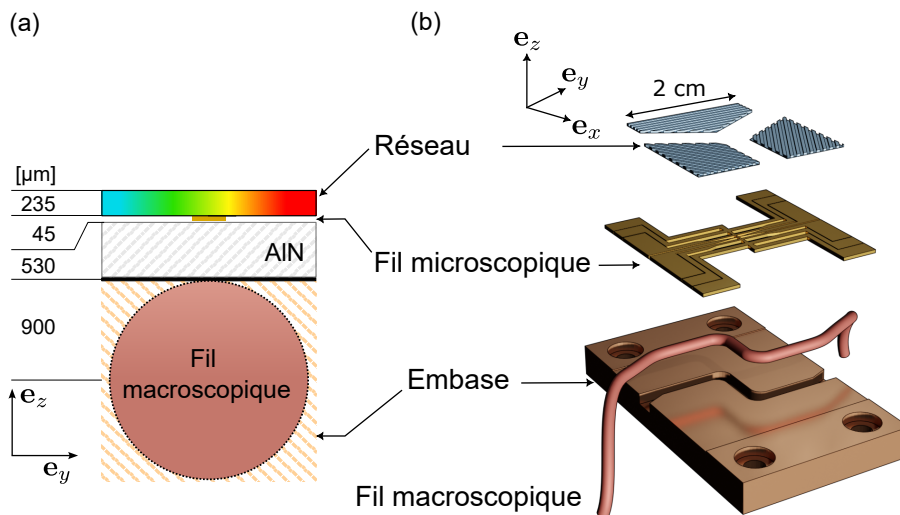 (a)
(b)
e_z
e_y
e_x
2 cm
Réseau
[µm]
235
45
530
900
AlN
Fil microscopique
Fil
macroscopique
Embase
e_z
e_y
Fil macroscopique